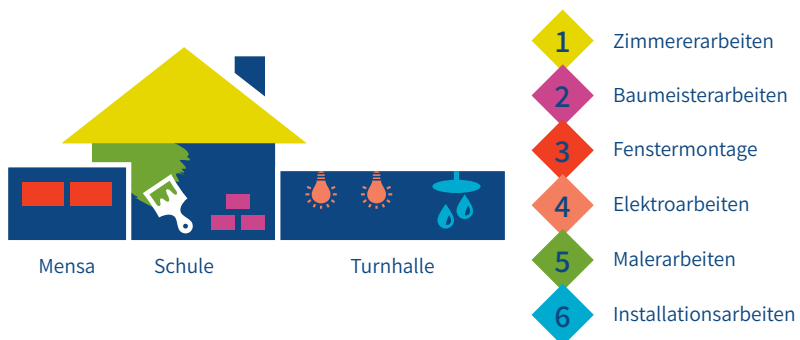 1 Zimmererarbeiten
2 Baumeisterarbeiten
3 Fenstermontage
4 Elektroarbeiten
5 Malerarbeiten
6 Installationsarbeiten
Mensa Schule Turnhalle